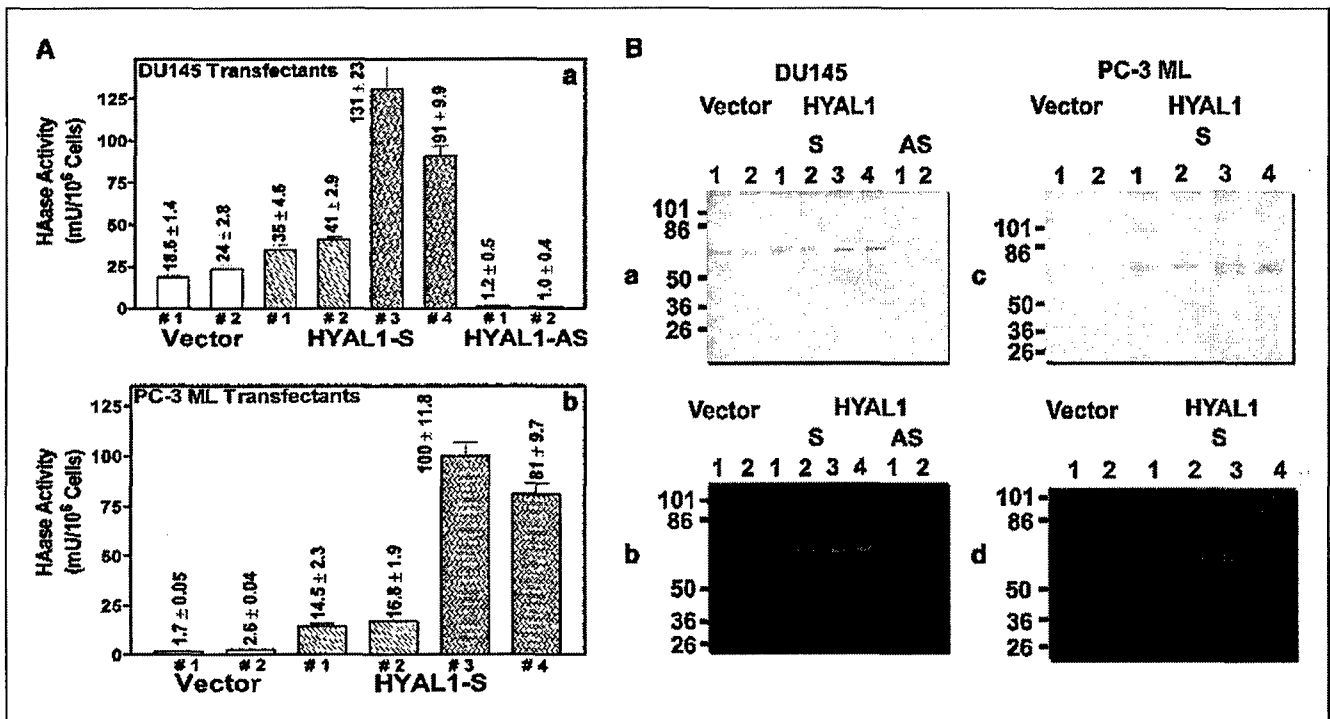 A
DU145 Transfectants
a
HAase Activity
(mU/10⁶ Cells)
125
100
75
50
25
0
18.5 ± 1.4
24 ± 2.8
35 ± 4.5
41 ± 2.9
131 ± 23
91 ± 9.9
1.2 ± 0.5
1.0 ± 0.4
# 1 # 2 # 1 # 2 # 3 # 4 # 1 # 2
Vector HYAL1-S HYAL1-AS
PC-3 ML Transfectants
b
HAase Activity
(mU/10⁶ Cells)
125
100
75
50
25
0
1.7 ± 0.05
2.6 ± 0.04
14.5 ± 2.3
16.8 ± 1.9
100 ± 11.8
81 ± 9.7
# 1 # 2 # 1 # 2 # 3 # 4
Vector HYAL1-S
B
DU145
Vector HYAL1
S AS
1 2 1 2 3 4 1 2
101
86
50
36
26
a
PC-3 ML
Vector HYAL1
S
1 2 1 2 3 4
101
86
50
36
26
c
Vector HYAL1
S AS
1 2 1 2 3 4 1 2
101
86
50
36
26
b
Vector HYAL1
S
1 2 1 2 3 4
101
86
50
36
26
d